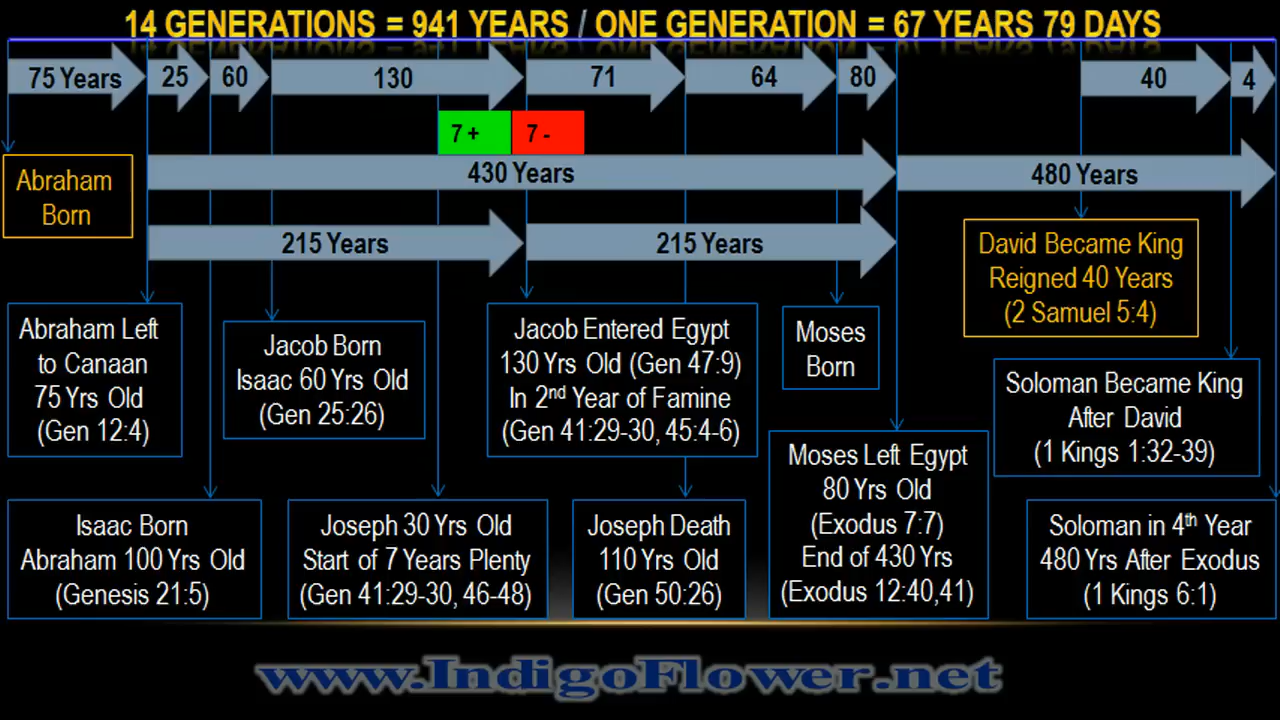 14 GENERATIONS = 941 YEARS / ONE GENERATION = 67 YEARS 79 DAYS
75 Years
25
60
130
71
64
80
40
4
7 +
7 -
430 Years
480 Years
215 Years
215 Years
Abraham
Born
David Became King
Reigned 40 Years
(2 Samuel 5:4)
Abraham Left
to Canaan
75 Yrs Old
(Gen 12:4)
Jacob Born
Isaac 60 Yrs Old
(Gen 25:26)
Jacob Entered Egypt
130 Yrs Old (Gen 47:9)
In 2nd Year of Famine
(Gen 41:29-30, 45:4-6)
Moses
Born
Soloman Became King
After David
(1 Kings 1:32-39)
Isaac Born
Abraham 100 Yrs Old
(Genesis 21:5)
Joseph 30 Yrs Old
Start of 7 Years Plenty
(Gen 41:29-30, 46-48)
Joseph Death
110 Yrs Old
(Gen 50:26)
Moses Left Egypt
80 Yrs Old
(Exodus 7:7)
End of 430 Yrs
(Exodus 12:40,41)
Soloman in 4th Year
480 Yrs After Exodus
(1 Kings 6:1)
www.IndigoFlower.net